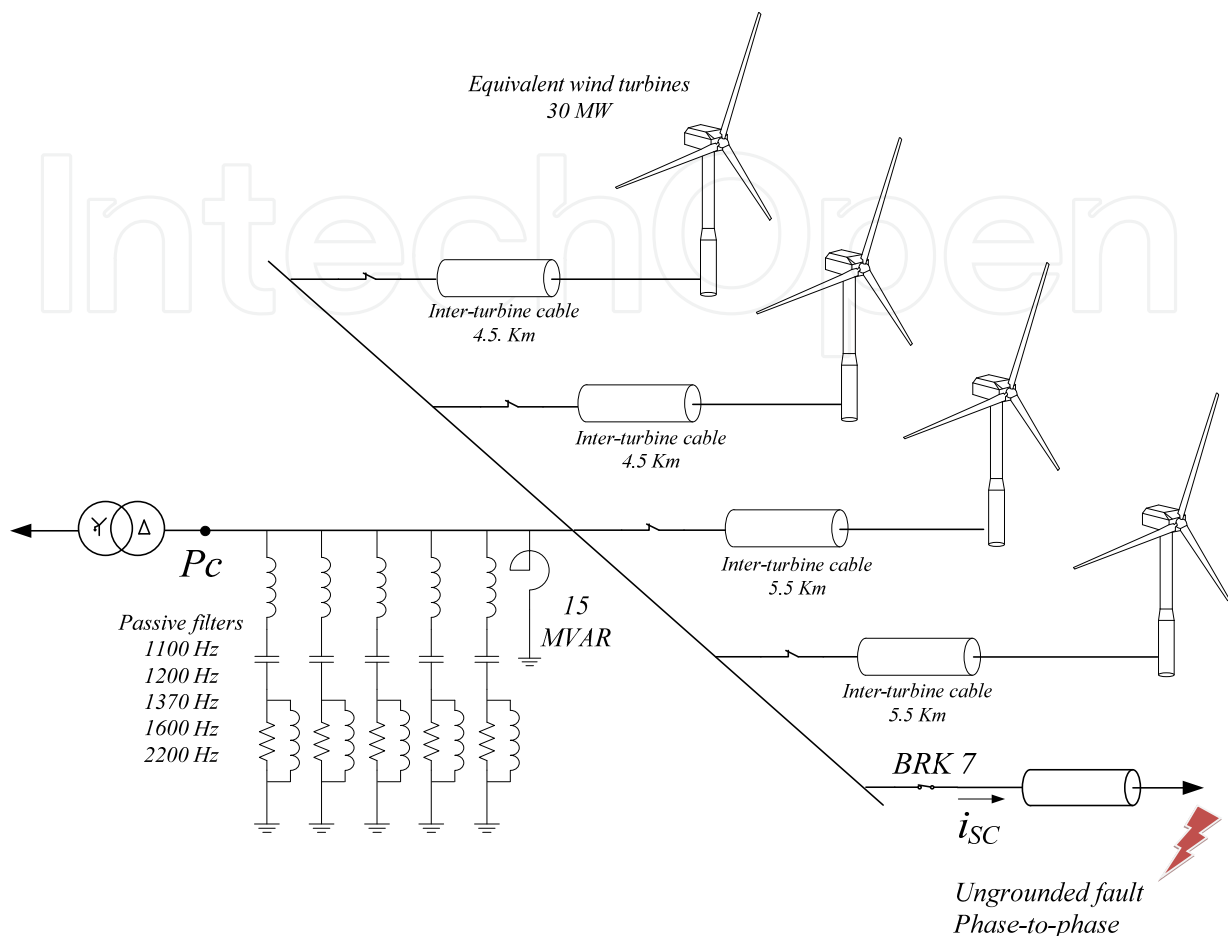 Equivalent wind turbines
30 MW
IntechOpen
Inter-turbine cable
4.5. Km
Inter-turbine cable
4.5 Km
Pc
Inter-turbine cable
5.5 Km
15
MVAR
Passive filters
1100 Hz
1200 Hz
1370 Hz
1600 Hz
2200 Hz
Inter-turbine cable
5.5 Km
BRK 7
iSC
Ungrounded fault
Phase-to-phase